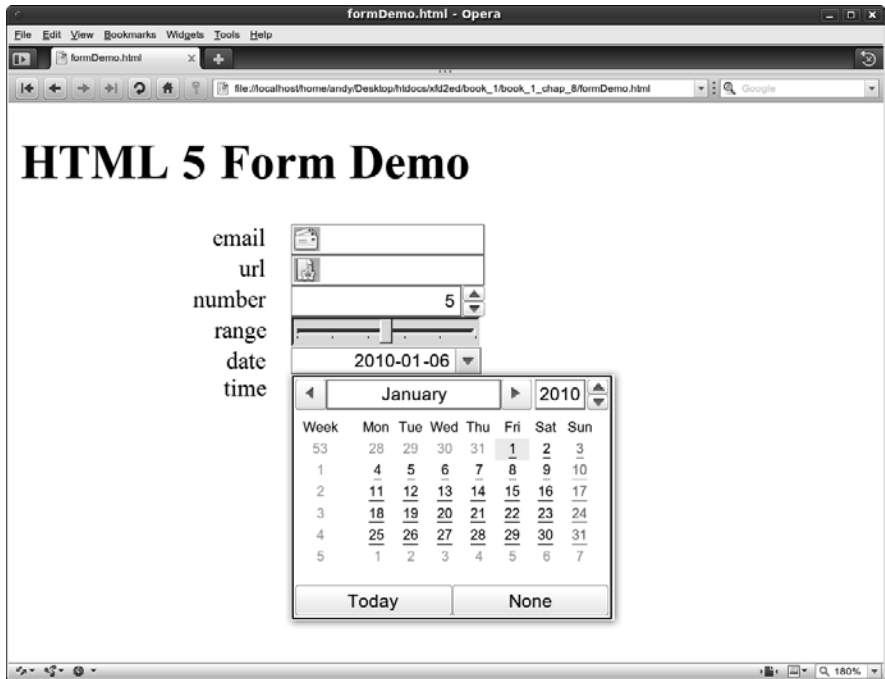 formDemo.html - Opera
File Edit View Bookmarks Widgets Tools Help
formDemo.html
file://localhost/home/andy/Desktop/htdocs/xfd2ed/book_1/book_1_chap_8/formDemo.html
Google
HTML 5 Form Demo
email
url
number 5
range
date 2010-01-06
time
January 2010
Week Mon Tue Wed Thu Fri Sat Sun
53 28 29 30 31 1 2 3
1 4 5 6 7 8 9 10
2 11 12 13 14 15 16 17
3 18 19 20 21 22 23 24
4 25 26 27 28 29 30 31
5 1 2 3 4 5 6 7
Today None
180%